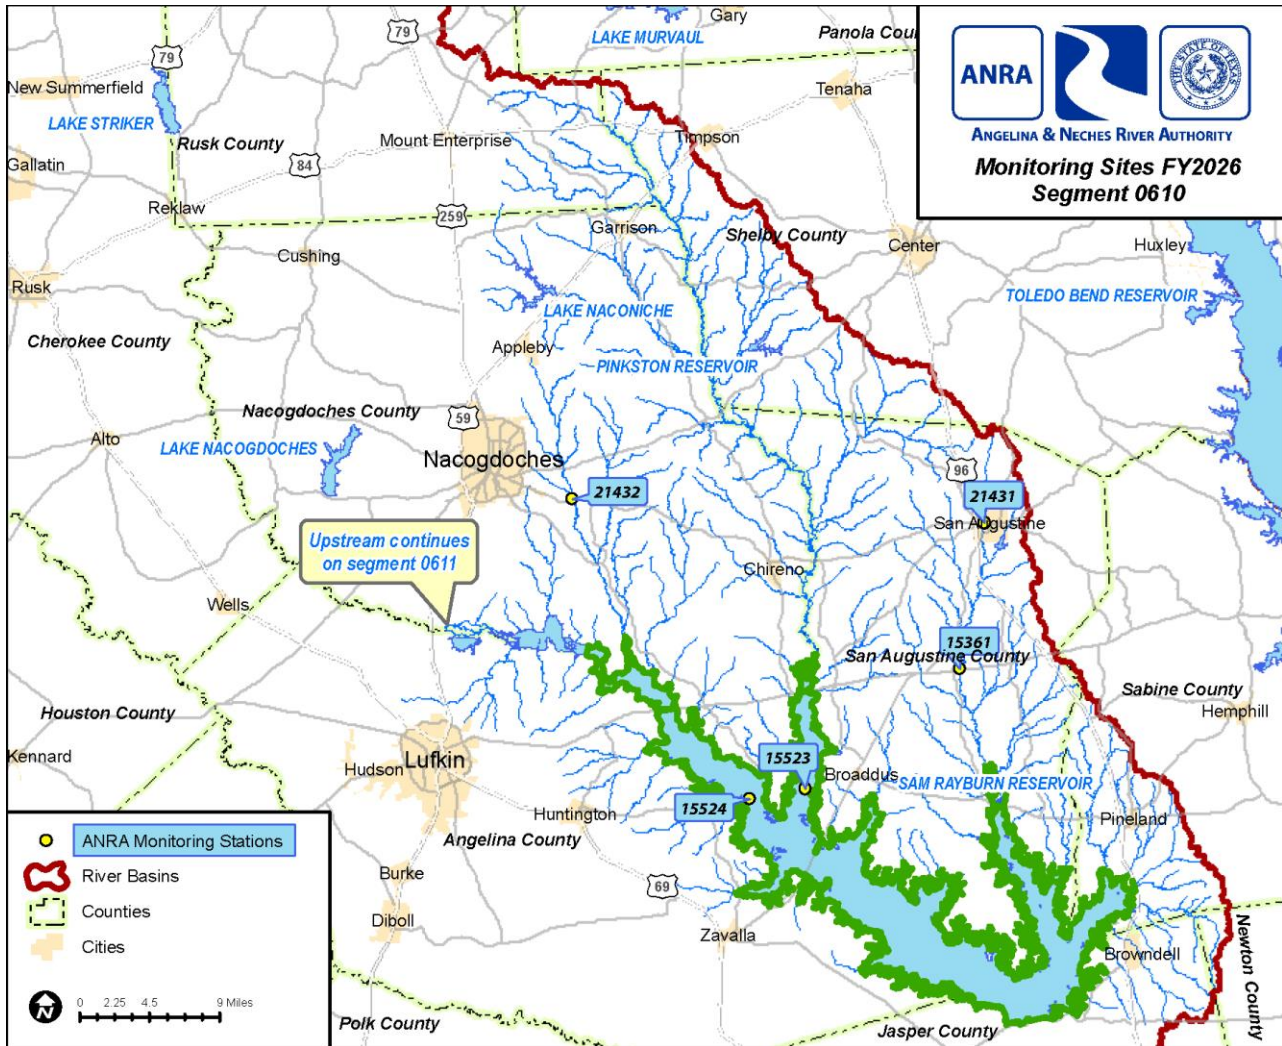 79
LAKE MURVAUL
Gary
Panola Cou
79
New Summerfield
LAKE STRIKER
Tenaha
ANRA
THE STATE OF TEXAS
ANGELINA & NECHES RIVER AUTHORITY
Monitoring Sites FY2026
Segment 0610
Rusk County
Mount Enterprise
Timpson
Gallatin
84
Reklaw
259
Garrison
Shelby County
Center
Huxley
Cushing
Rusk
LAKE NACONICHE
TOLEDO BEND RESERVOIR
Cherokee County
Appleby
PINKSTON RESERVOIR
Nacogdoches County
59
Alto
LAKE NACOGDOCHES
Nacogdoches
96
21432
21431
San Augustine
Upstream continues
on segment 0611
Chireno
Wells
15361
San Augustine County
Sabine County
Houston County
Hemphill
Kennard
Lufkin
Hudson
15523
Broaddus
SAM RAYBURN RESERVOIR
15524
Huntington
Pineland
Angelina County
ANRA Monitoring Stations
River Basins
Counties
Cities
Burke
69
Diboll
Zavalla
Browndell
Newton County
N
0 2.25 4.5 9 Miles
Polk County
Jasper County